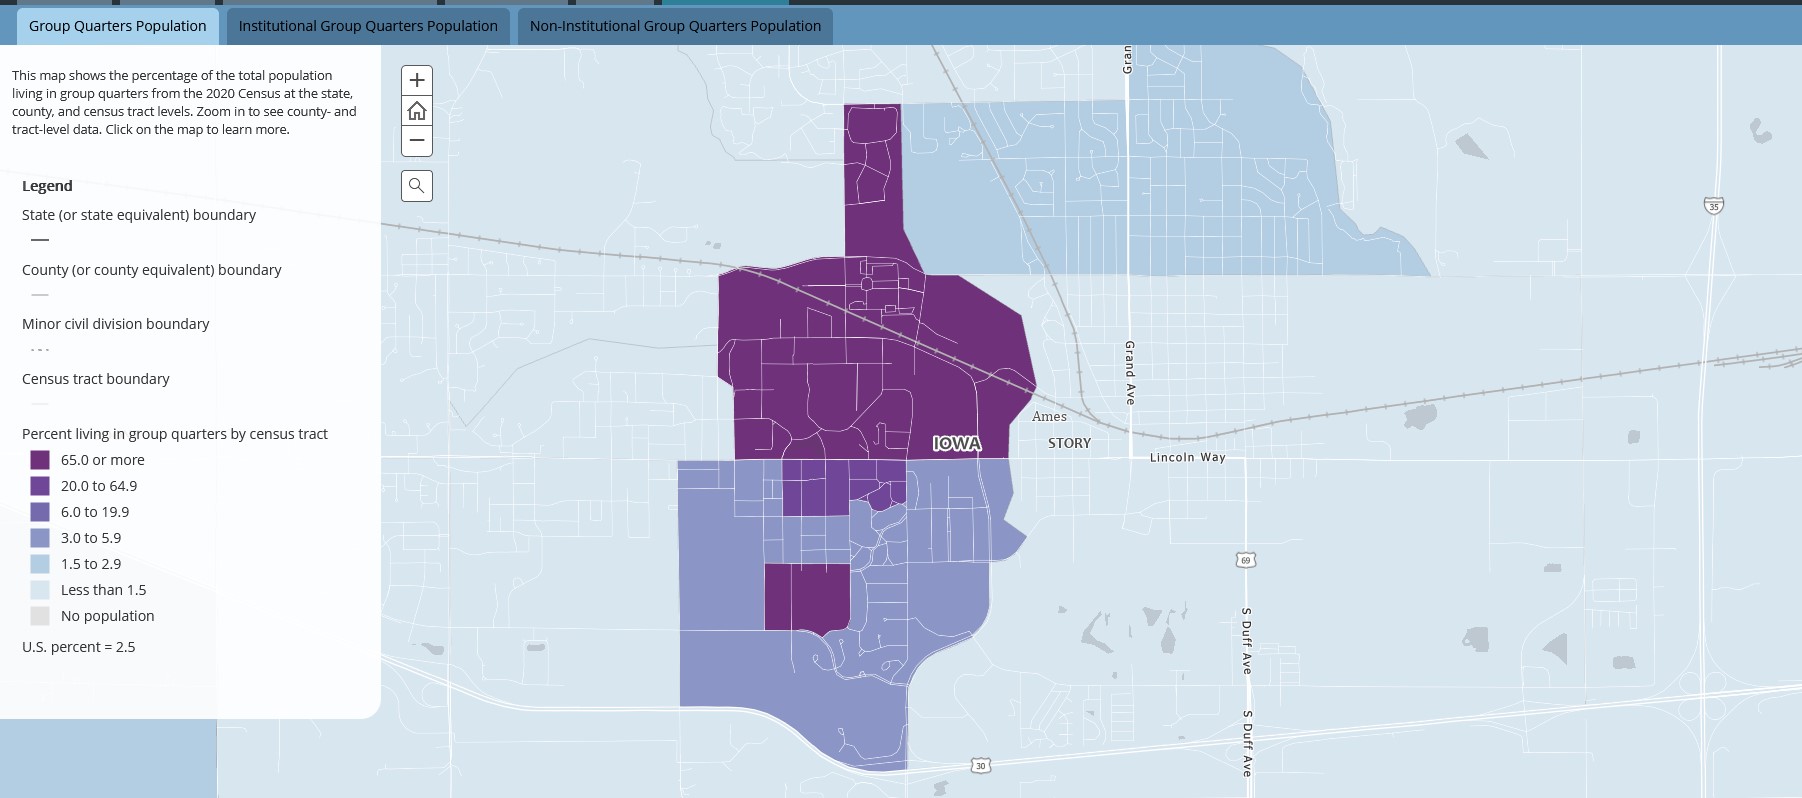 Group Quarters Population
Institutional Group Quarters Population
Non-Institutional Group Quarters Population
This map shows the percentage of the total population
living in group quarters from the 2020 Census at the state,
county, and census tract levels. Zoom in to see county- and
tract-level data. Click on the map to learn more.
Legend
State (or state equivalent) boundary
County (or county equivalent) boundary
Minor civil division boundary
Census tract boundary
Percent living in group quarters by census tract
65.0 or more
20.0 to 64.9
6.0 to 19.9
3.0 to 5.9
1.5 to 2.9
Less than 1.5
No population
U.S. percent = 2.5
+
−
Gran
35
Grand Ave
Ames
IOWA
STORY
Lincoln Way
69
S Duff Ave
S Duff Ave
30